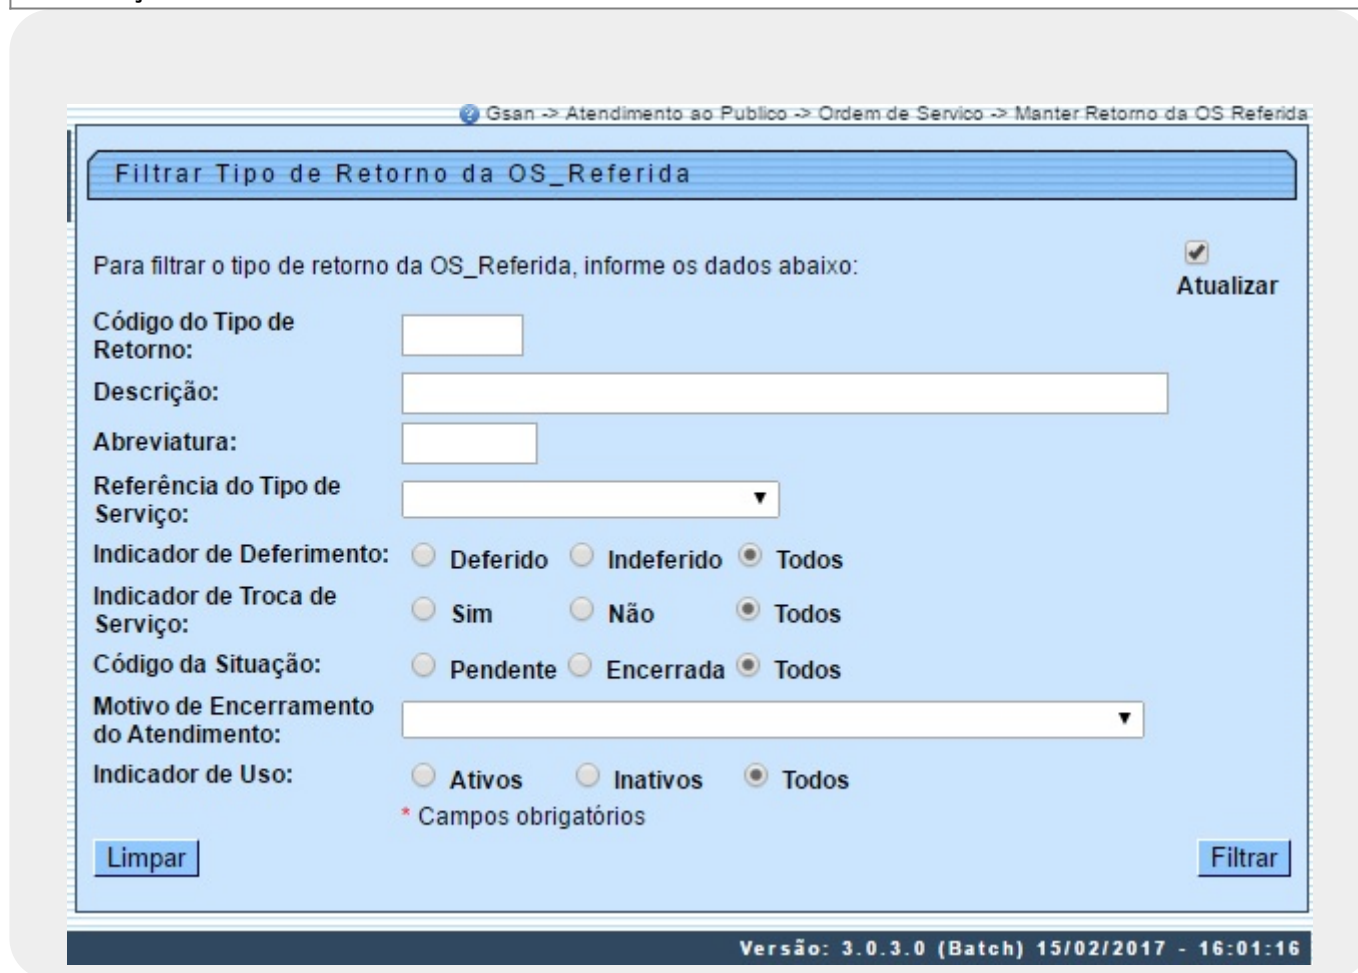 Gsan -> Atendimento ao Publico -> Ordem de Servico -> Manter Retorno da OS Referida
Filtrar Tipo de Retorno da OS_Referida
Para filtrar o tipo de retorno da OS_Referida, informe os dados abaixo:
Atualizar
Código do Tipo de
Retorno:
Descrição:
Abreviatura:
Referência do Tipo de
Serviço:
Indicador de Deferimento: Deferido Indeferido Todos
Indicador de Troca de
Serviço: Sim Não Todos
Código da Situação: Pendente Encerrada Todos
Motivo de Encerramento
do Atendimento:
Indicador de Uso: Ativos Inativos Todos
* Campos obrigatórios
Limpar Filtrar
Versão: 3.0.3.0 (Batch) 15/02/2017 - 16:01:16